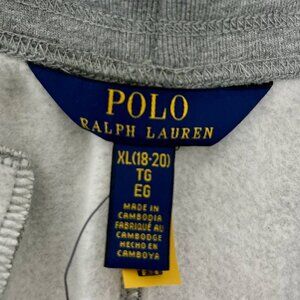 POLO
RALPH LAUREN
XL(18-20)
TG
EG
MADE IN
CAMBODIA
FABRIQUÉ AU
CAMBODGE
HECHO EN
CAMBOYA